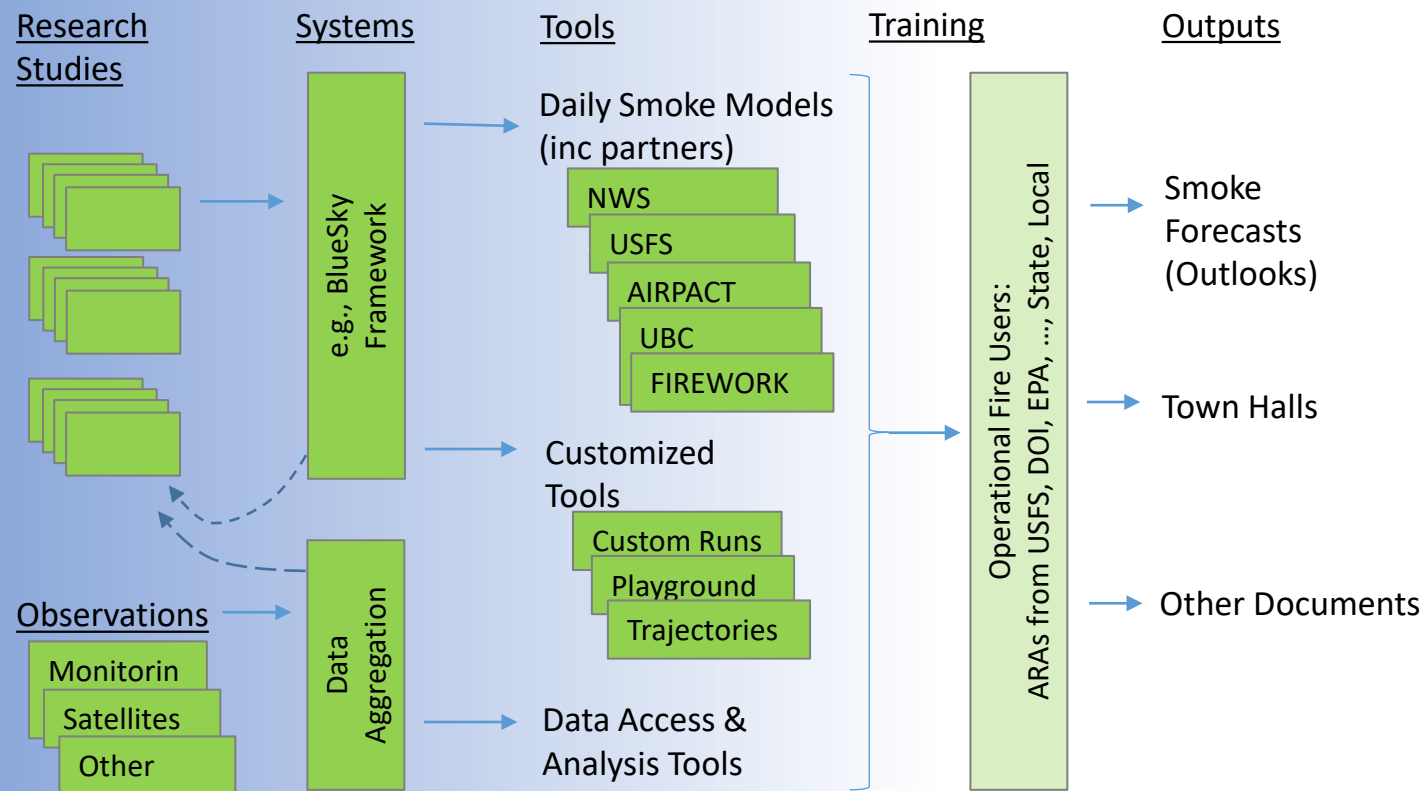 Research
Studies
Systems
Tools
Training
Outputs
e.g., BlueSky
Framework
Daily Smoke Models
(inc partners)
NWS
USFS
AIRPACT
UBC
FIREWORK
Customized
Tools
Custom Runs
Playground
Trajectories
Observations
Monitorin
Satellites
Other
Data
Aggregation
Data Access &
Analysis Tools
Operational Fire Users:
ARAs from USFS, DOI, EPA, ..., State, Local
Smoke
Forecasts
(Outlooks)
Town Halls
Other Documents